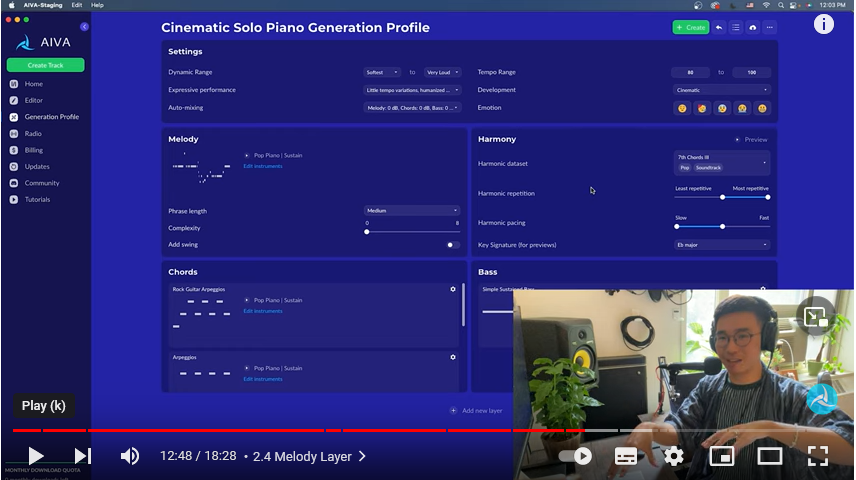 AIVA-Staging Edit Help
12:03 PM
AIVA
Create Track
Home
Editor
Generation Profile
Radio
Billing
Updates
Community
Tutorials
Cinematic Solo Piano Generation Profile
Create
Settings
Dynamic Range
Softest
to
Very Loud
Expressive performance
Little tempo variations, humanized ...
Auto-mixing
Melody: 0 dB, Chords: 0 dB, Bass: 0 ...
Tempo Range
80
to
100
Development
Cinematic
Emotion
Melody
Pop Piano | Sustain
Edit instruments
Phrase length
Medium
Complexity
0
8
Add swing
Harmony
Preview
Harmonic dataset
7th Chords III
Pop
Soundtrack
Harmonic repetition
Least repetitive
Most repetitive
Harmonic pacing
Slow
Fast
Key Signature (for previews)
Eb major
Chords
Rock Guitar Arpeggios
Pop Piano | Sustain
Edit instruments
Arpeggios
Pop Piano | Sustain
Edit instruments
Bass
Simple Sustained Bass
Add new layer
Play (k)
12:48 / 18:28 • 2.4 Melody Layer
MONTHLY DOWNLOAD QUOTA